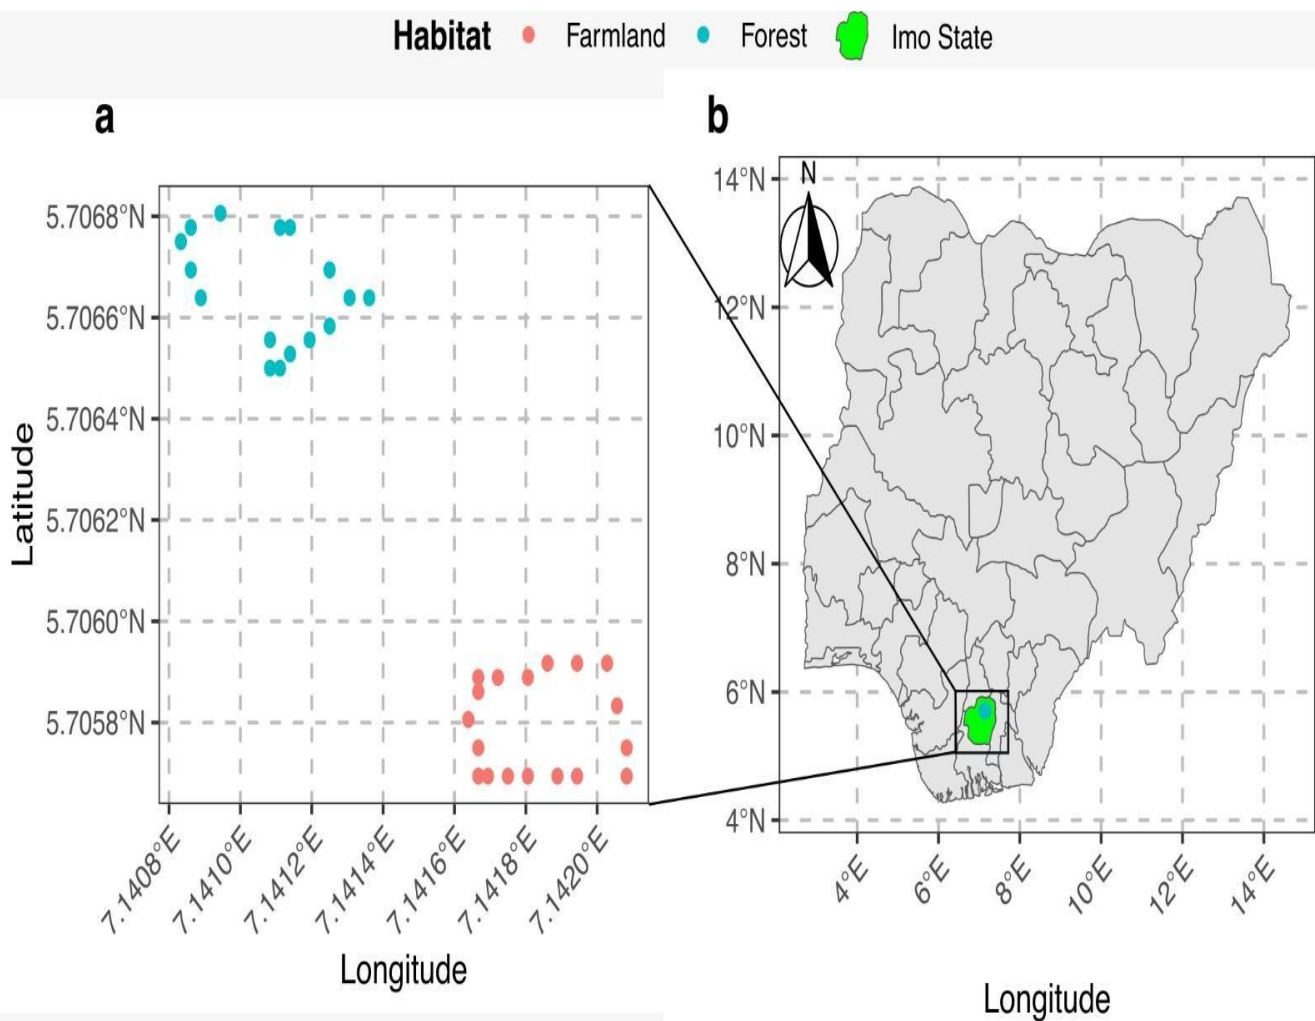 Habitat Farmland Forest Imo State
a
b
Latitude
5.7068°N
5.7066°N
5.7064°N
5.7062°N
5.7060°N
5.7058°N
7.1408°E
7.1410°E
7.1412°E
7.1414°E
7.1416°E
7.1418°E
7.1420°E
Longitude
N
14°N
12°N
10°N
8°N
6°N
4°N
4°E
6°E
8°E
10°E
12°E
14°E
Longitude